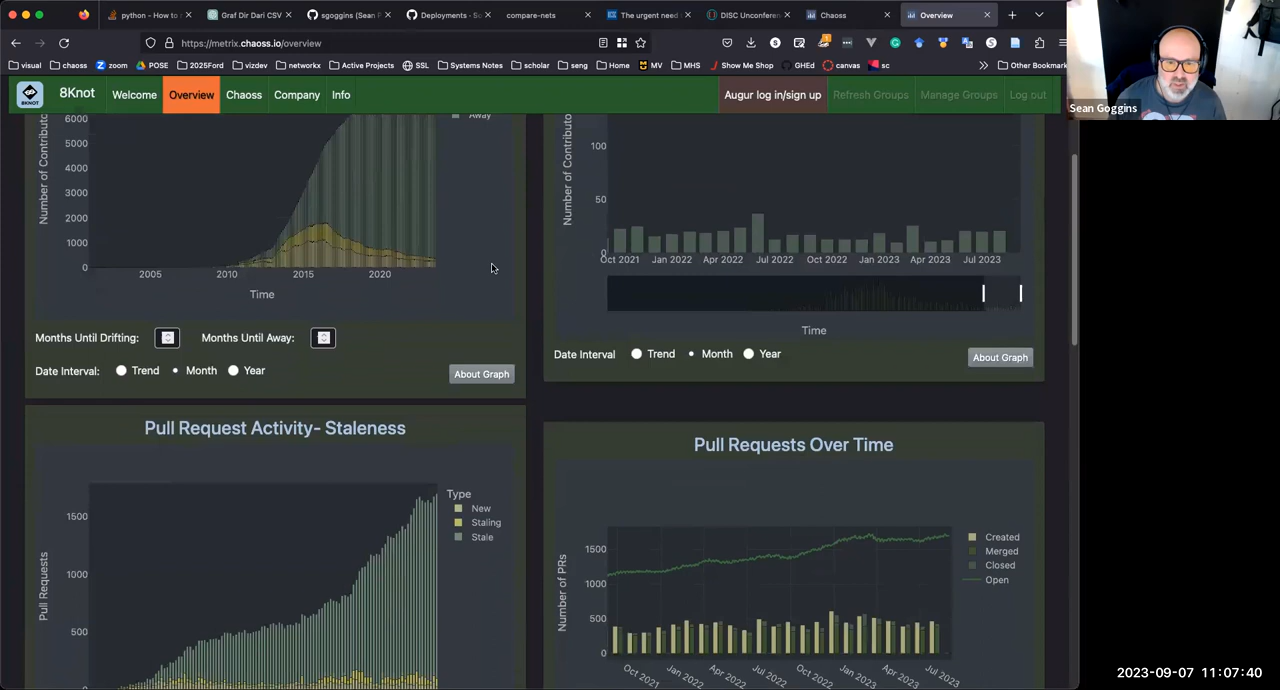 python – How to
Graf Dir Dari CSV
sgoggins (Sean
Deployments - 
compare-nets
The urgent need
DISC Unconferen
Chaoss
Overview
https://metrix.chaoss.io/overview
visual
chaoss
zoom
POSE
2025Ford
vizdev
networkx
Active Projects
SSL
Systems Notes
scholar
seng
Home
MV
MHS
Show Me Shop
GHEd
canvas
sc
Other Bookmark
8KNOT
8Knot
Welcome
Overview
Chaoss
Company
Info
Augur log in/sign up
Refresh Groups
Manage Groups
Log out
Sean Goggins
Number of Contributo
6000
5000
4000
3000
2000
1000
0
2005
2010
2015
2020
Time
Away
Months Until Drifting:
Months Until Away:
Date Interval:
Trend
Month
Year
About Graph
Number of Contributo
100
50
0
Oct 2021
Jan 2022
Apr 2022
Jul 2022
Oct 2022
Jan 2023
Apr 2023
Jul 2023
Time
Date Interval
Trend
Month
Year
About Graph
Pull Request Activity- Staleness
Pull Requests
1500
1000
500
Type
New
Staling
Stale
Pull Requests Over Time
Number of PRs
1500
1000
500
0
Oct 2021
Jan 2022
Apr 2022
Jul 2022
Oct 2022
Jan 2023
Apr 2023
Jul 2023
Created
Merged
Closed
Open
2023-09-07 11:07:40